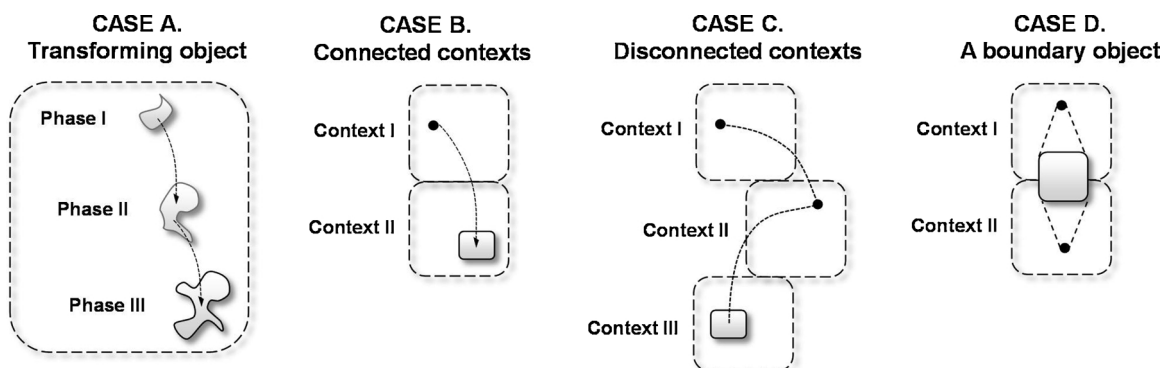 CASE A.
Transforming object
Phase I
Phase II
Phase III
CASE B.
Connected contexts
Context I
Context II
CASE C.
Disconnected contexts
Context I
Context II
Context III
CASE D.
A boundary object
Context I
Context II